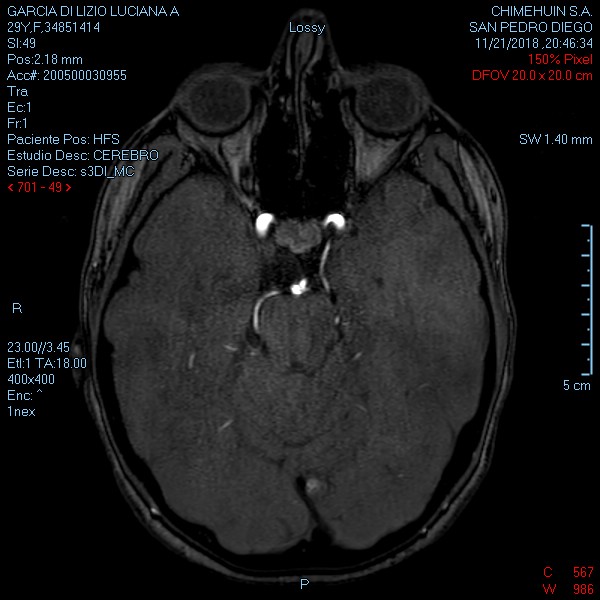 GARCIA DI LIZIO LUCIANA A
29Y,F,34851414
SI:49
Pos:2.18 mm
Acc#: 200500030955
Tra
Ec:1
Fr:1
Paciente Pos: HFS
Estudio Desc: CEREBRO
Serie Desc: s3DI_MC
< 701 - 49 >
Lossy
CHIMEHUIN S.A.
SAN PEDRO DIEGO
11/21/2018 ,20:46:34
150% Pixel
DFOV 20.0 x 20.0 cm
SW 1.40 mm
R
23.00//3.45
Etl:1 TA:18.00
400x400
Enc: ^
1nex
5 cm
P
C 567
W 986